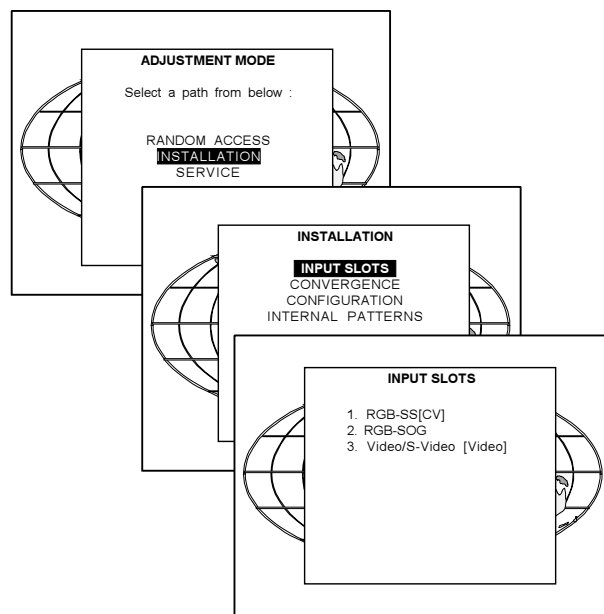 ADJUSTMENT MODE
Select a path from below :
RANDOM ACCESS
INSTALLATION
SERVICE
INSTALLATION
INPUT SLOTS
CONVERGENCE
CONFIGURATION
INTERNAL PATTERNS
INPUT SLOTS
1. RGB-SS[CV]
2. RGB-SOG
3. Video/S-Video [Video]